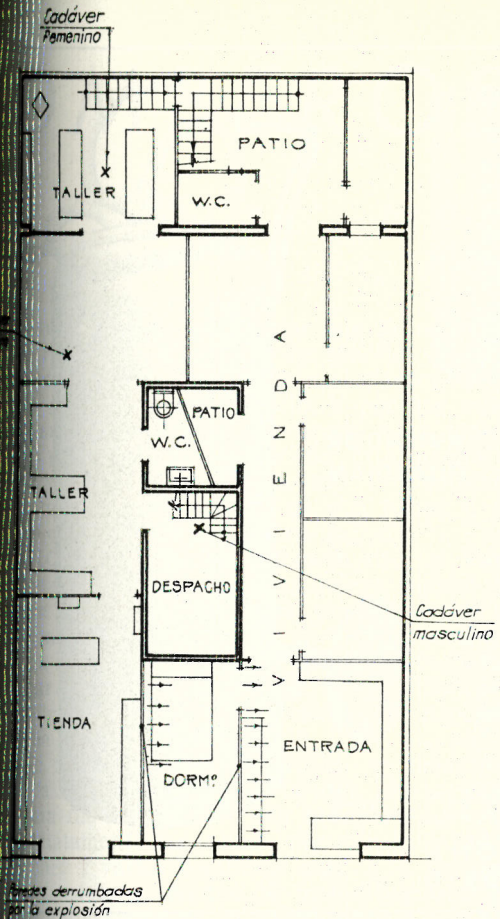 Cadáver
Femenino
PATIO
TALLER
W.C.
PATIO
W.C.
VIVIENDA
TALLER
DESPACHO
Cadáver
masculino
TIENDA
ENTRADA
DORMº.
Paredes derrumbadas
por la explosión